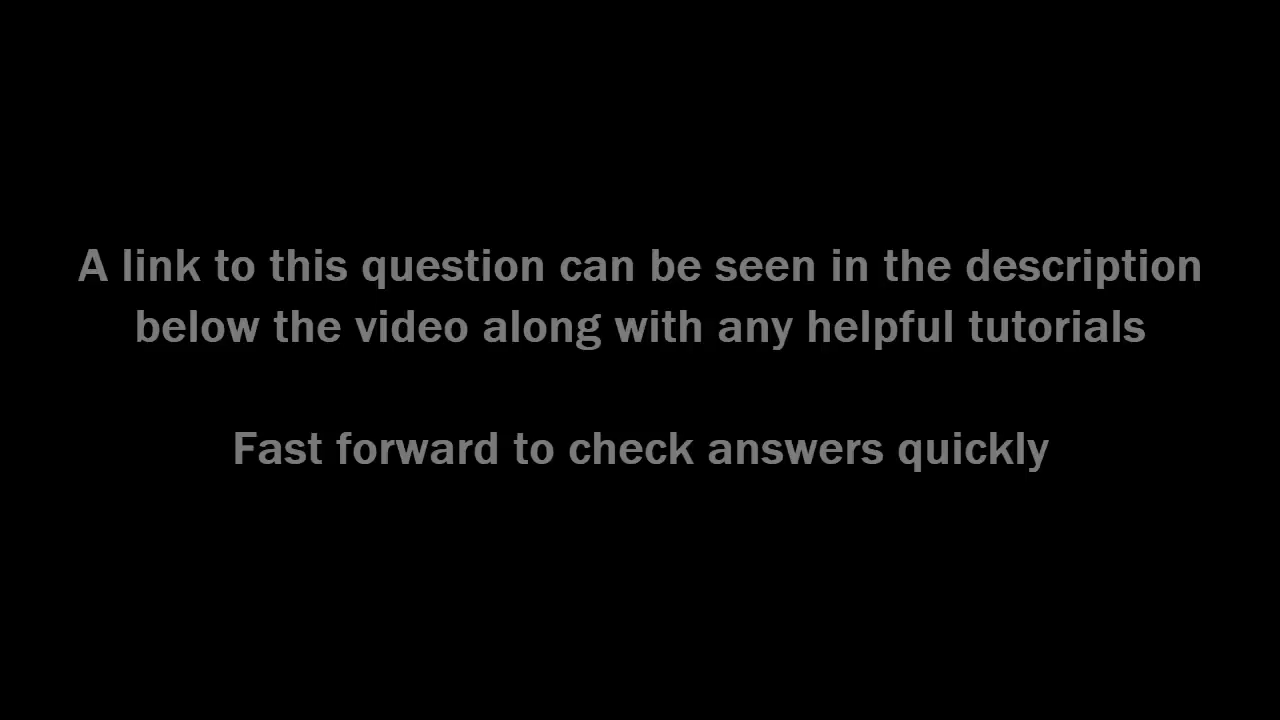 A link to this question can be seen in the description
below the video along with any helpful tutorials
Fast forward to check answers quickly